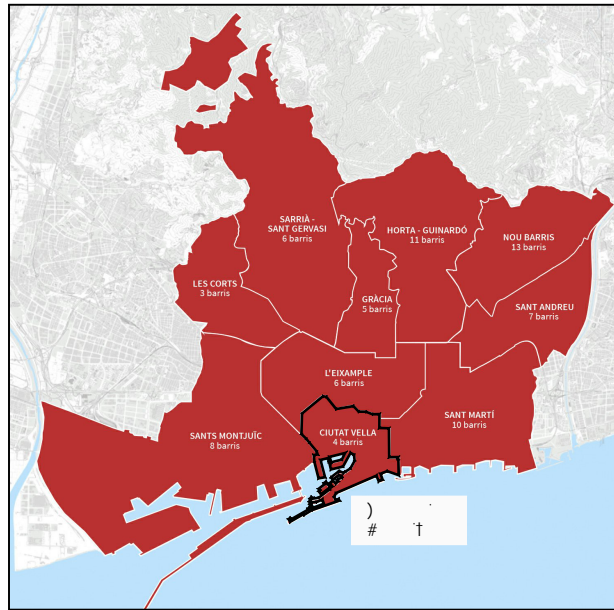 SARRIÀ -
SANT GERVASI
6 barris
HORTA - GUINARDÓ
11 barris
NOU BARRIS
13 barris
LES CORTS
3 barris
GRÀCIA
5 barris
SANT ANDREU
7 barris
L'EIXAMPLE
6 barris
SANT MARTÍ
10 barris
SANTS MONTJUÏC
8 barris
CIUTAT VELLA
4 barris
)
# †